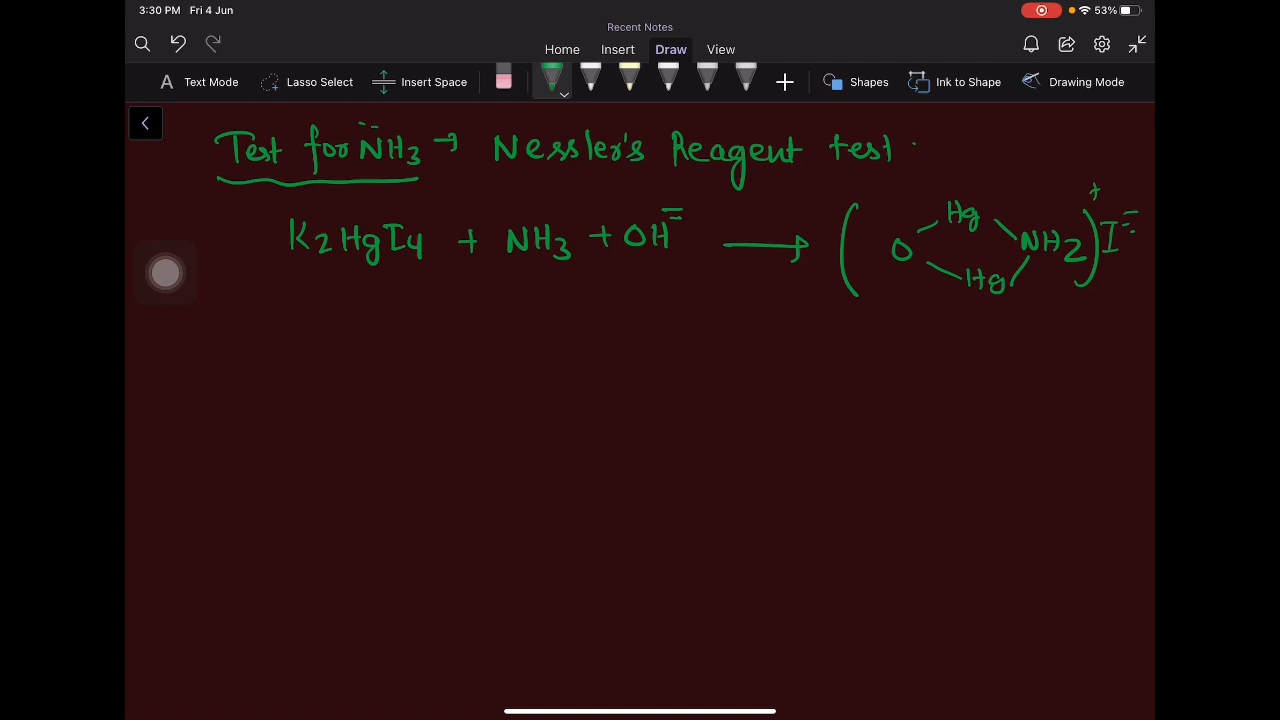 3:30 PM Fri 4 Jun 53%
Recent Notes
Home Insert Draw View
Text Mode Lasso Select Insert Space Shapes Ink to Shape Drawing Mode
Test for NH3 → Nessler's Reagent test.
K2HgI4 + NH3 + OH⁻ → (O Hg Hg NH2)⁺ I⁻